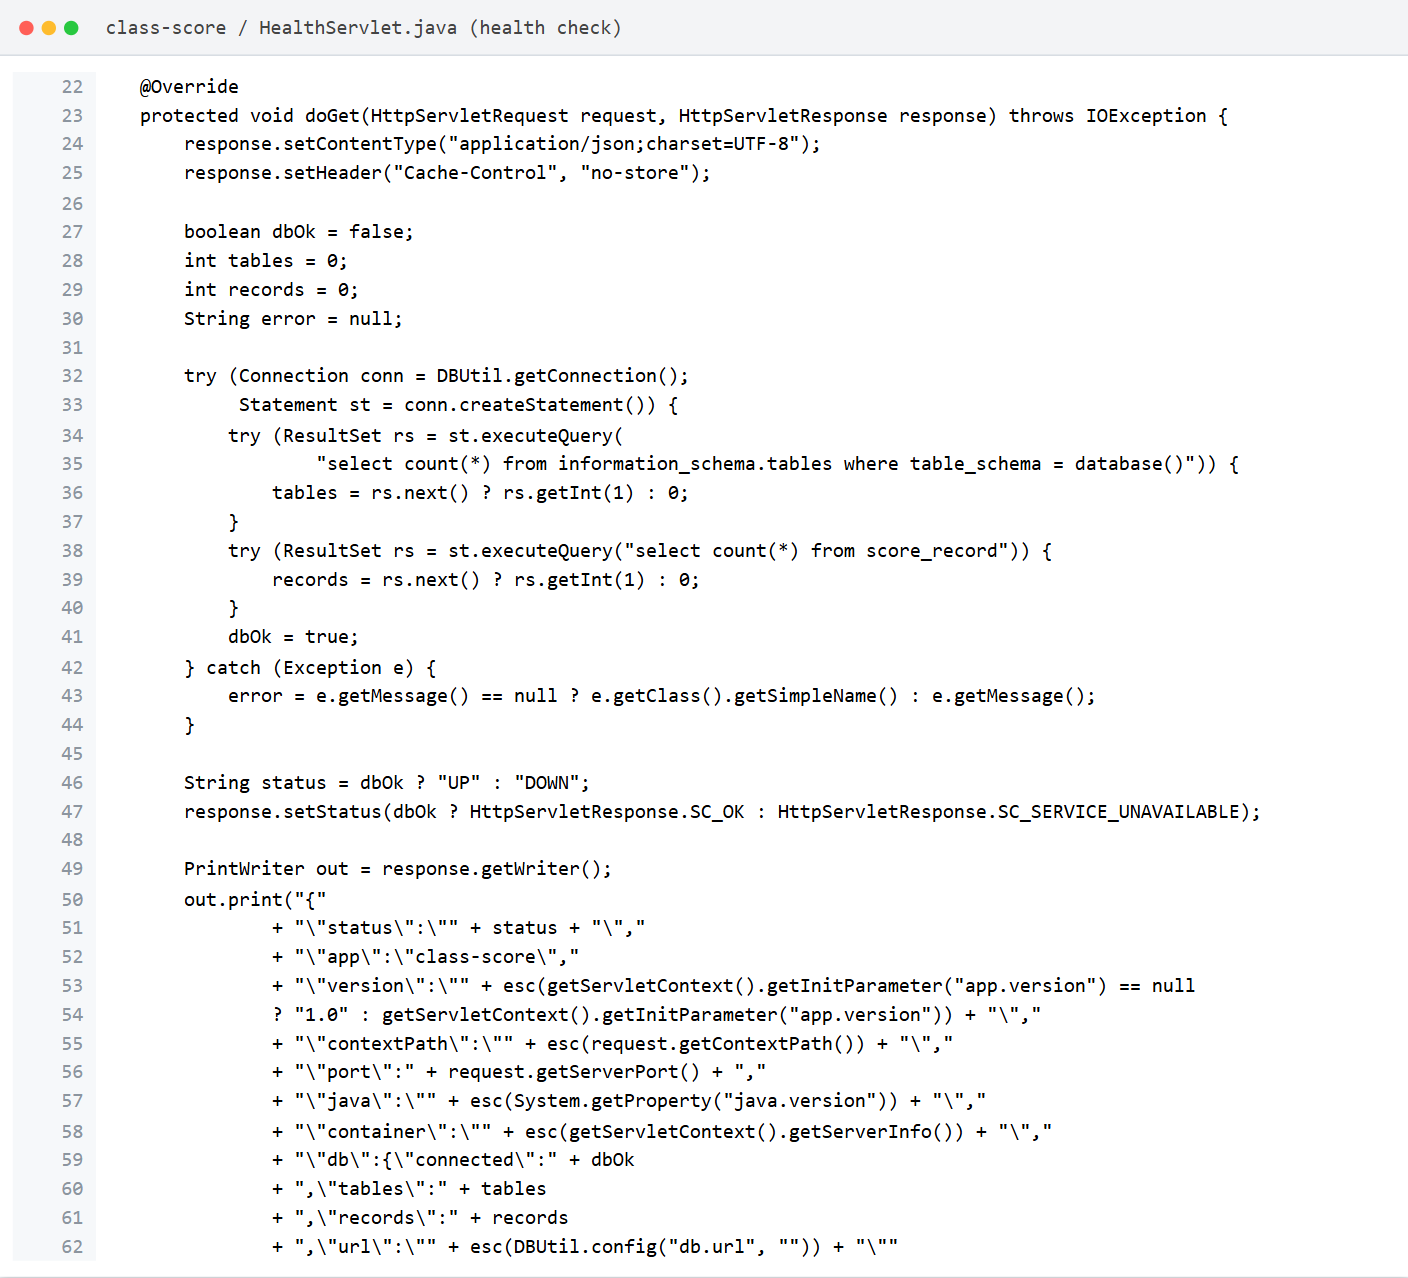 class-score / HealthServlet.java (health check)
22    @Override
23    protected void doGet(HttpServletRequest request, HttpServletResponse response) throws IOException {
24        response.setContentType("application/json;charset=UTF-8");
25        response.setHeader("Cache-Control", "no-store");
26
27        boolean dbOk = false;
28        int tables = 0;
29        int records = 0;
30        String error = null;
31
32        try (Connection conn = DBUtil.getConnection();
33             Statement st = conn.createStatement()) {
34            try (ResultSet rs = st.executeQuery(
35                    "select count(*) from information_schema.tables where table_schema = database()")) {
36                tables = rs.next() ? rs.getInt(1) : 0;
37            }
38            try (ResultSet rs = st.executeQuery("select count(*) from score_record")) {
39                records = rs.next() ? rs.getInt(1) : 0;
40            }
41            dbOk = true;
42        } catch (Exception e) {
43            error = e.getMessage() == null ? e.getClass().getSimpleName() : e.getMessage();
44        }
45
46        String status = dbOk ? "UP" : "DOWN";
47        response.setStatus(dbOk ? HttpServletResponse.SC_OK : HttpServletResponse.SC_SERVICE_UNAVAILABLE);
48
49        PrintWriter out = response.getWriter();
50        out.print("{"
51                + "\"status\":\"" + status + "\","
52                + "\"app\":\"class-score\","
53                + "\"version\":\"" + esc(getServletContext().getInitParameter("app.version") == null
54                ? "1.0" : getServletContext().getInitParameter("app.version")) + "\","
55                + "\"contextPath\":\"" + esc(request.getContextPath()) + "\","
56                + "\"port\":" + request.getServerPort() + ","
57                + "\"java\":\"" + esc(System.getProperty("java.version")) + "\","
58                + "\"container\":\"" + esc(getServletContext().getServerInfo()) + "\","
59                + "\"db\":{\"connected\":" + dbOk
60                + ",\"tables\":" + tables
61                + ",\"records\":" + records
62                + ",\"url\":\"" + esc(DBUtil.config("db.url", "")) + "\""